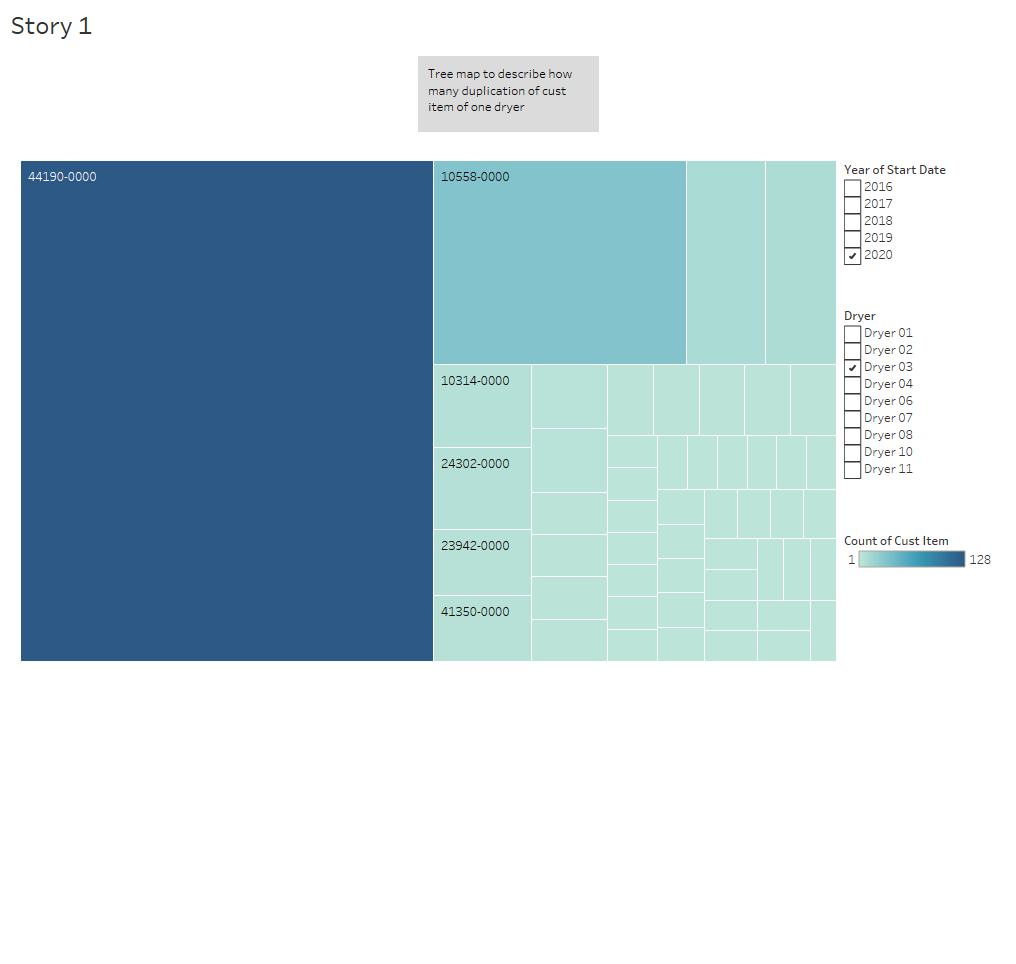 Story 1
Tree map to describe how
many duplication of cust
item of one dryer
44190-0000
10558-0000
10314-0000
24302-0000
23942-0000
41350-0000
Year of Start Date
2016
2017
2018
2019
2020
Dryer
Dryer 01
Dryer 02
Dryer 03
Dryer 04
Dryer 06
Dryer 07
Dryer 08
Dryer 10
Dryer 11
Count of Cust Item
1 128